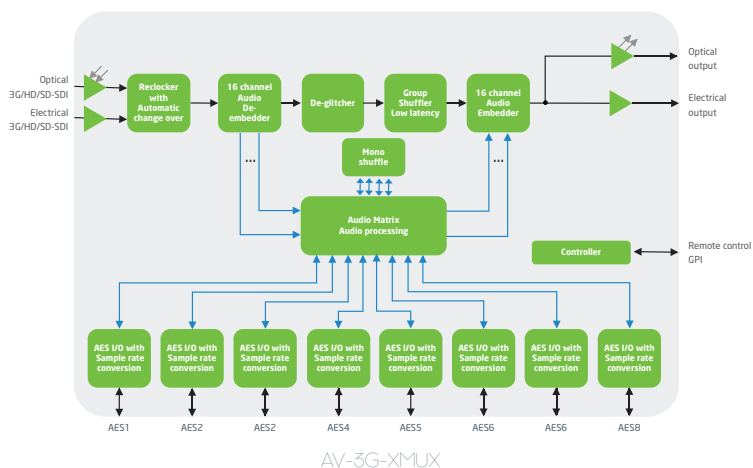 Optical
3G/HD/SD-SDI
Electrical
3G/HD/SD-SDI
Reclocker
with
Automatic
change over
16 channel
Audio
De-
embedder
De-glitcher
Group
Shuffler
Low latency
16 channel
Audio
Embedder
Optical
output
Electrical
output
...
...
Mono
shuffle
Audio Matrix
Audio processing
Controller
Remote control
GPI
AES I/O with
Sample rate
conversion
AES I/O with
Sample rate
conversion
AES I/O with
Sample rate
conversion
AES I/O with
Sample rate
conversion
AES I/O with
Sample rate
conversion
AES I/O with
Sample rate
conversion
AES I/O with
Sample rate
conversion
AES I/O with
Sample rate
conversion
AES1
AES2
AES2
AES4
AES5
AES6
AES6
AES8
AV-3G-XMUX